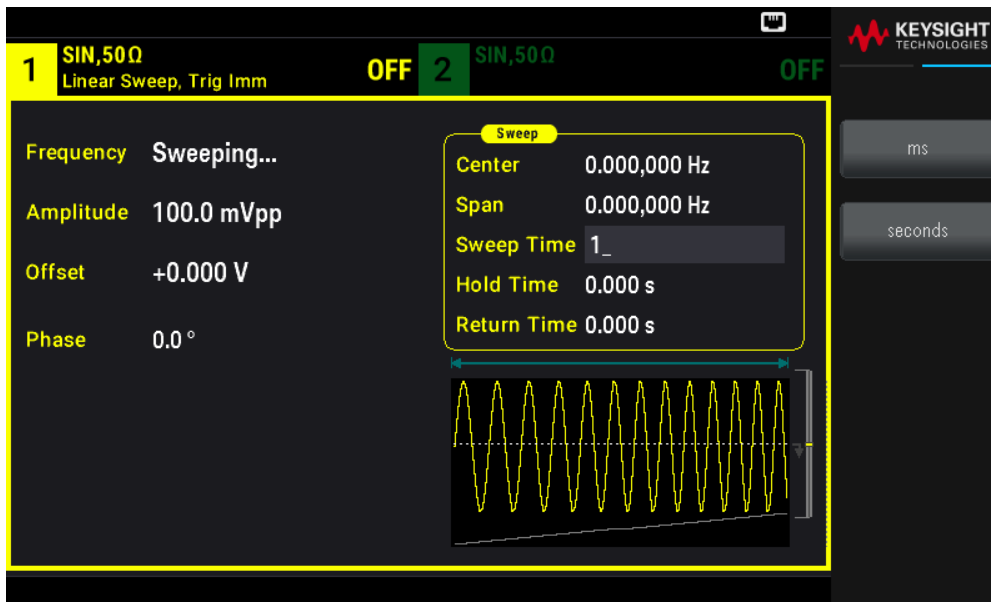 KEYSIGHT
TECHNOLOGIES
1
SIN,50Ω
Linear Sweep, Trig Imm
OFF
2
SIN,50Ω
OFF
Frequency Sweeping...
Amplitude 100.0 mVpp
Offset +0.000 V
Phase 0.0 °
Sweep
Center 0.000,000 Hz
Span 0.000,000 Hz
Sweep Time 1_
Hold Time 0.000 s
Return Time 0.000 s
ms
seconds